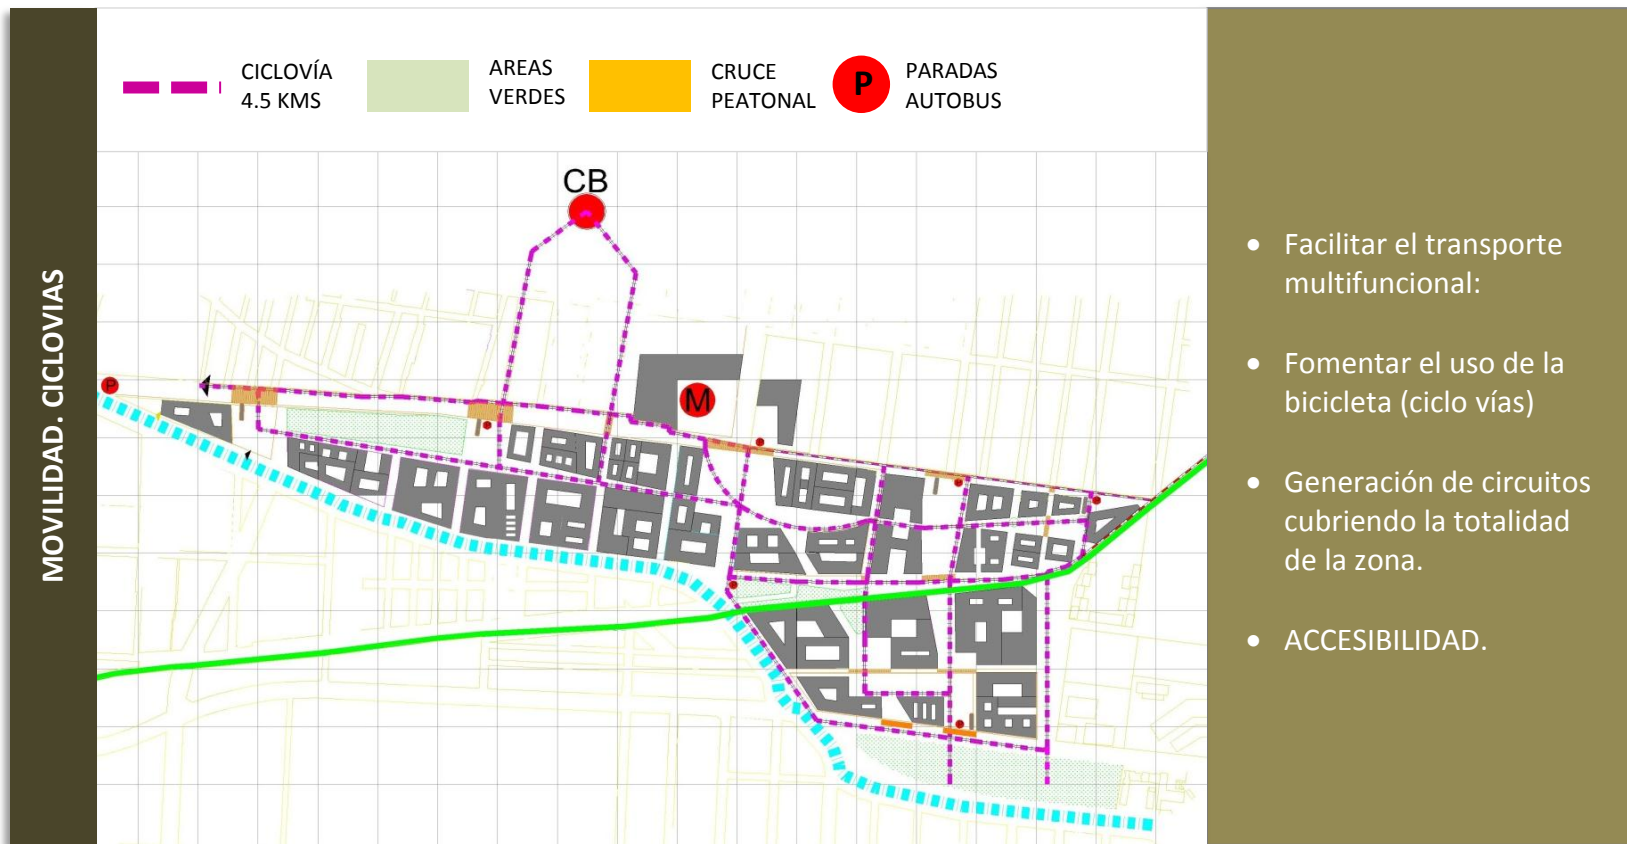 MOVILIDAD. CICLOVIAS
CICLOVÍA
4.5 KMS
AREAS
VERDES
CRUCE
PEATONAL
P
PARADAS
AUTOBUS
CB
P
M
• Facilitar el transporte
multifuncional:
• Fomentar el uso de la
bicicleta (ciclo vías)
• Generación de circuitos
cubriendo la totalidad
de la zona.
• ACCESIBILIDAD.